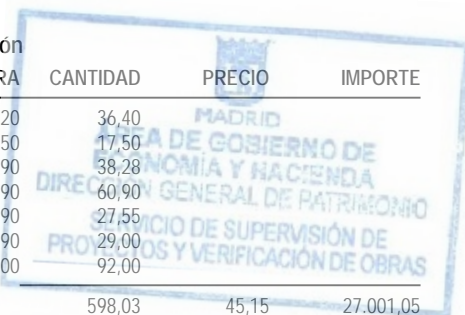 ón
RA CANTIDAD PRECIO IMPORTE
20 36,40
50 17,50
90 38,28
90 60,90
90 27,55
90 29,00
00 92,00
598,03 45,15 27.001,05
MADRID
ÁREA DE GOBIERNO DE
ECONOMÍA Y HACIENDA
DIRECCIÓN GENERAL DE PATRIMONIO
SERVICIO DE SUPERVISIÓN DE
PROYECTOS Y VERIFICACIÓN DE OBRAS